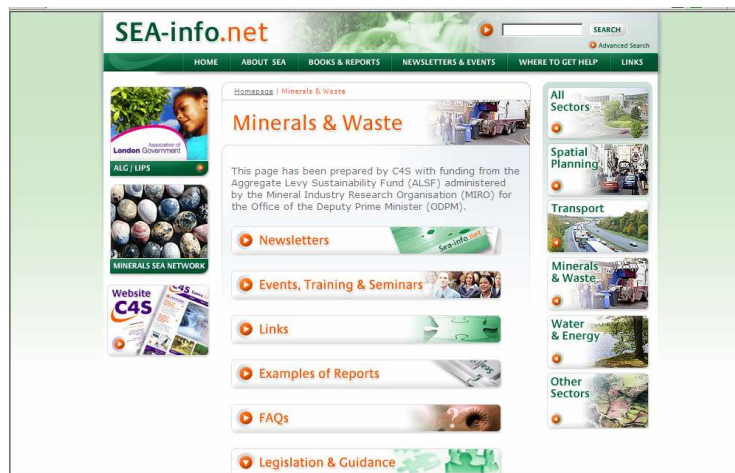 SEA-info.net
SEARCH
Advanced Search
HOME ABOUT SEA BOOKS & REPORTS NEWSLETTERS & EVENTS WHERE TO GET HELP LINKS
Association of
London Government
ALG / LIPS
MINERALS SEA NETWORK
Website
C4S
Homepage | Minerals & Waste
Minerals & Waste
This page has been prepared by C4S with funding from the
Aggregate Levy Sustainability Fund (ALSF) administered
by the Mineral Industry Research Organisation (MIRO) for
the Office of the Deputy Prime Minister (ODPM).
Newsletters
Sea-info.net
Events, Training & Seminars
Links
Examples of Reports
FAQs
Legislation & Guidance
All
Sectors
Spatial
Planning
Transport
Minerals
& Waste
Water
& Energy
Other
Sectors